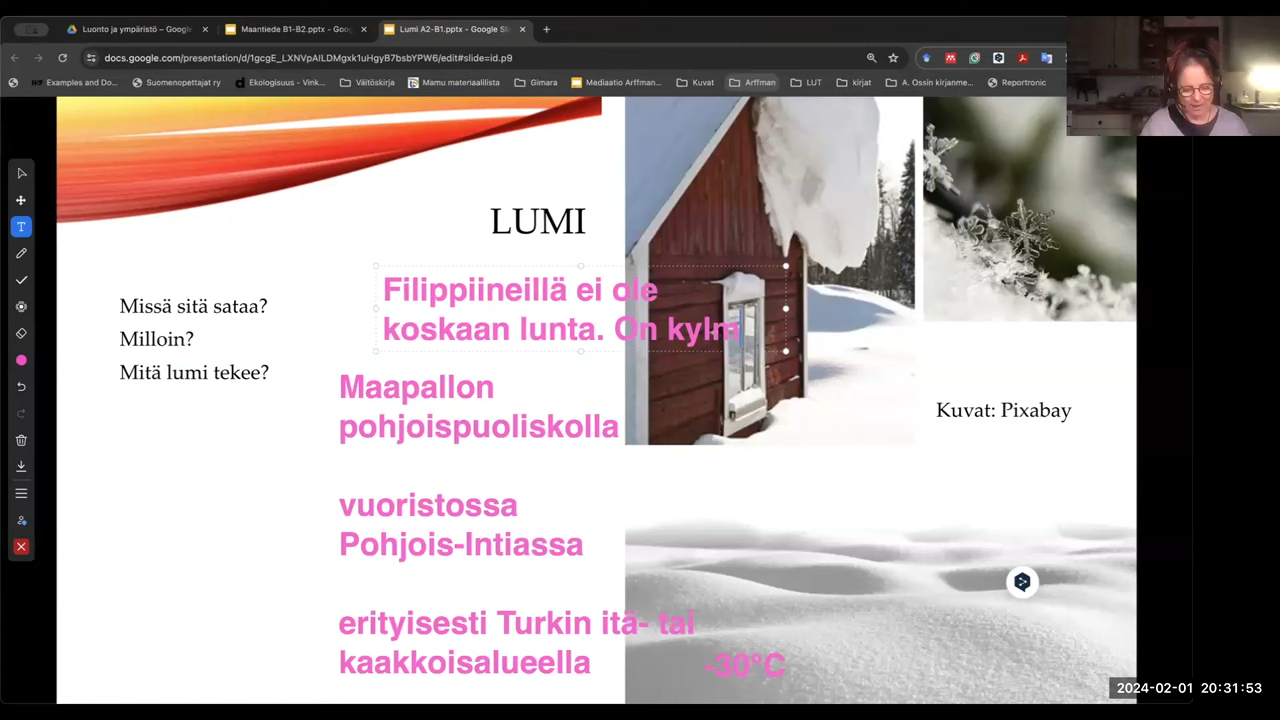 Luonto ja ympäristö – Google
Maantiede B1-B2.pptx - Goog
Lumi A2-B1.pptx - Google Sli
docs.google.com/presentation/d/1gcgE_LXNVpAILDMgxk1uHgyB7bsbYPW6/edit#slide=id.p9
Examples and Do...
Suomenopettajat ry
Ekologisuus - Vink...
Väitöskirja
Mamu materiaalilista
Gimara
Mediaatio Arffman...
Kuvat
Arffman
LUT
kirjat
A. Ossin kirjanme...
Reportronic
LUMI
Missä sitä sataa?
Milloin?
Mitä lumi tekee?
Filippiineillä ei ole
koskaan lunta. On kylm
Maapallon
pohjoispuoliskolla
vuoristossa
Pohjois-Intiassa
erityisesti Turkin itä- tai
kaakkoisalueella
-30°C
Kuvat: Pixabay
2024-02-01 20:31:53